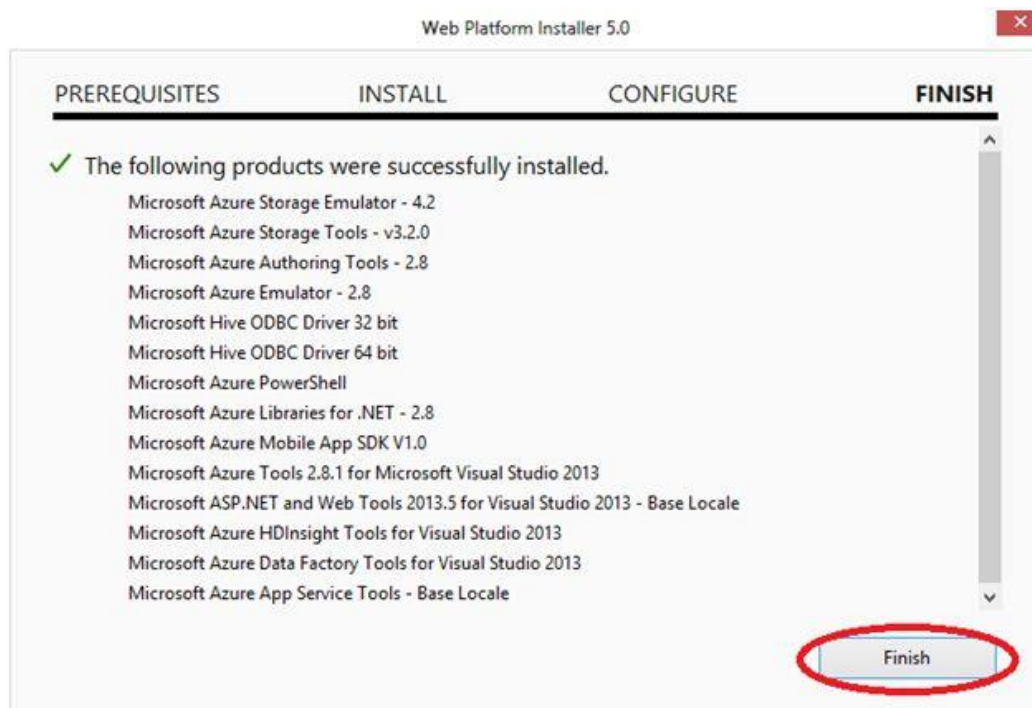 Web Platform Installer 5.0
PREREQUISITES INSTALL CONFIGURE FINISH
The following products were successfully installed.
Microsoft Azure Storage Emulator - 4.2
Microsoft Azure Storage Tools - v3.2.0
Microsoft Azure Authoring Tools - 2.8
Microsoft Azure Emulator - 2.8
Microsoft Hive ODBC Driver 32 bit
Microsoft Hive ODBC Driver 64 bit
Microsoft Azure PowerShell
Microsoft Azure Libraries for .NET - 2.8
Microsoft Azure Mobile App SDK V1.0
Microsoft Azure Tools 2.8.1 for Microsoft Visual Studio 2013
Microsoft ASP.NET and Web Tools 2013.5 for Visual Studio 2013 - Base Locale
Microsoft Azure HDInsight Tools for Visual Studio 2013
Microsoft Azure Data Factory Tools for Visual Studio 2013
Microsoft Azure App Service Tools - Base Locale
Finish